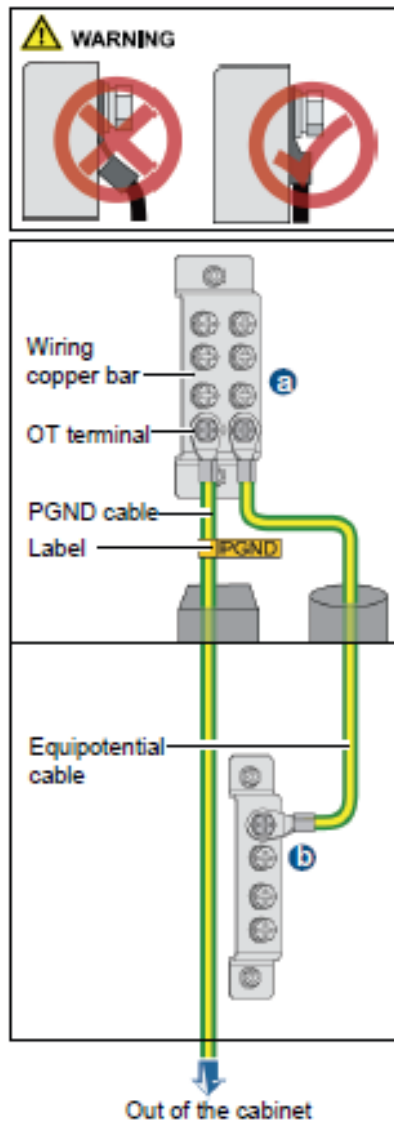 WARNING
Wiring
copper bar
a
OT terminal
PGND cable
Label
PGND
Equipotential
cable
b
Out of the cabinet